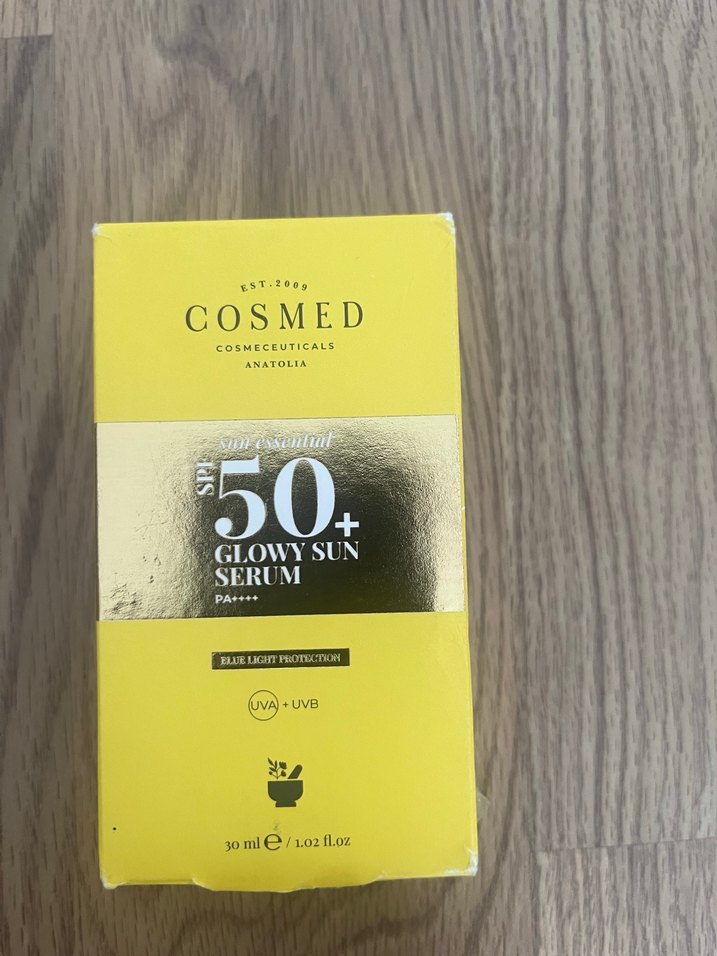 EST.2009
COSMED
COSMECEUTICALS
ANATOLIA
sun essential
SPF
50+
GLOWY SUN
SERUM
PA++++
BLUE LIGHT PROTECTION
UVA + UVB
30 ml e / 1.02 fl.oz